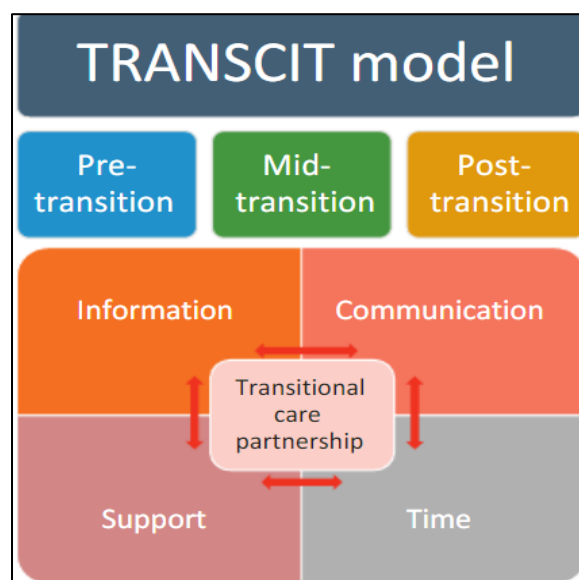 TRANSCIT model
Pre-
transition
Mid-
transition
Post-
transition
Information
Communication
Transitional
care
partnership
Support
Time